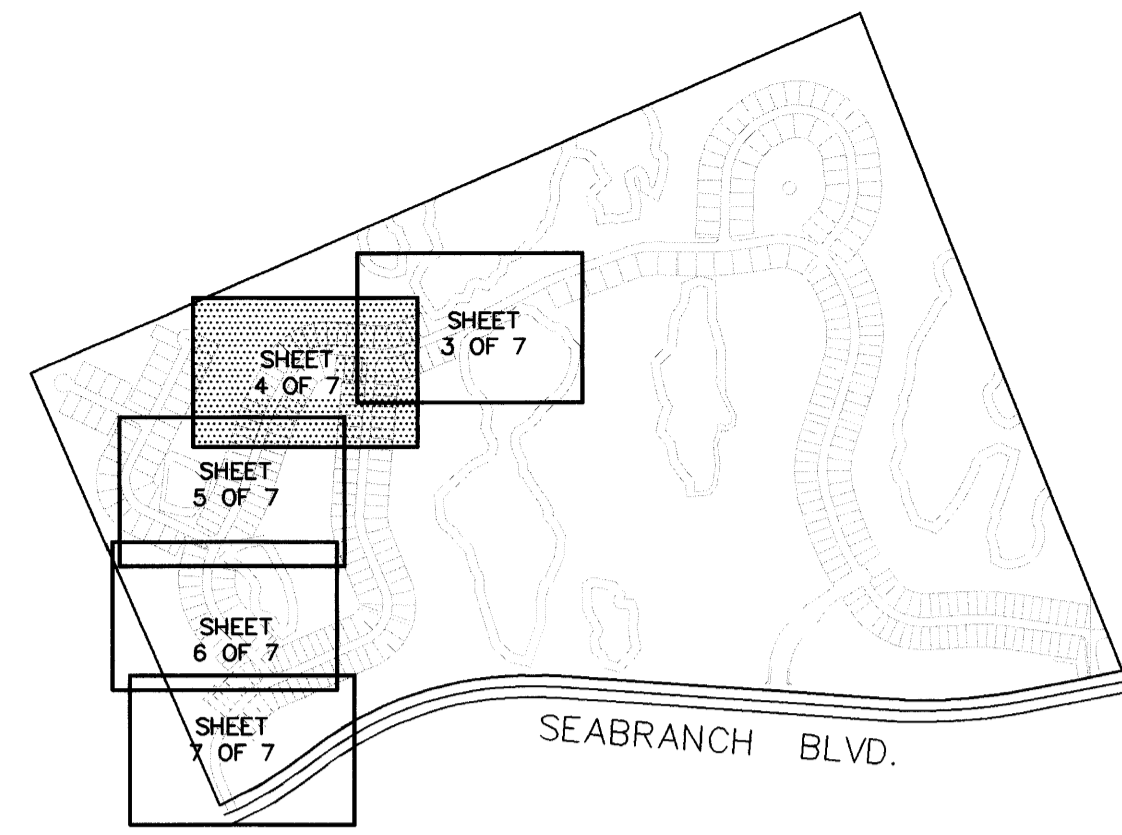 SHEET
3 OF 7
SHEET
4 OF 7
SHEET
5 OF 7
SHEET
6 OF 7
SHEET
7 OF 7
SEABRANCH BLVD.